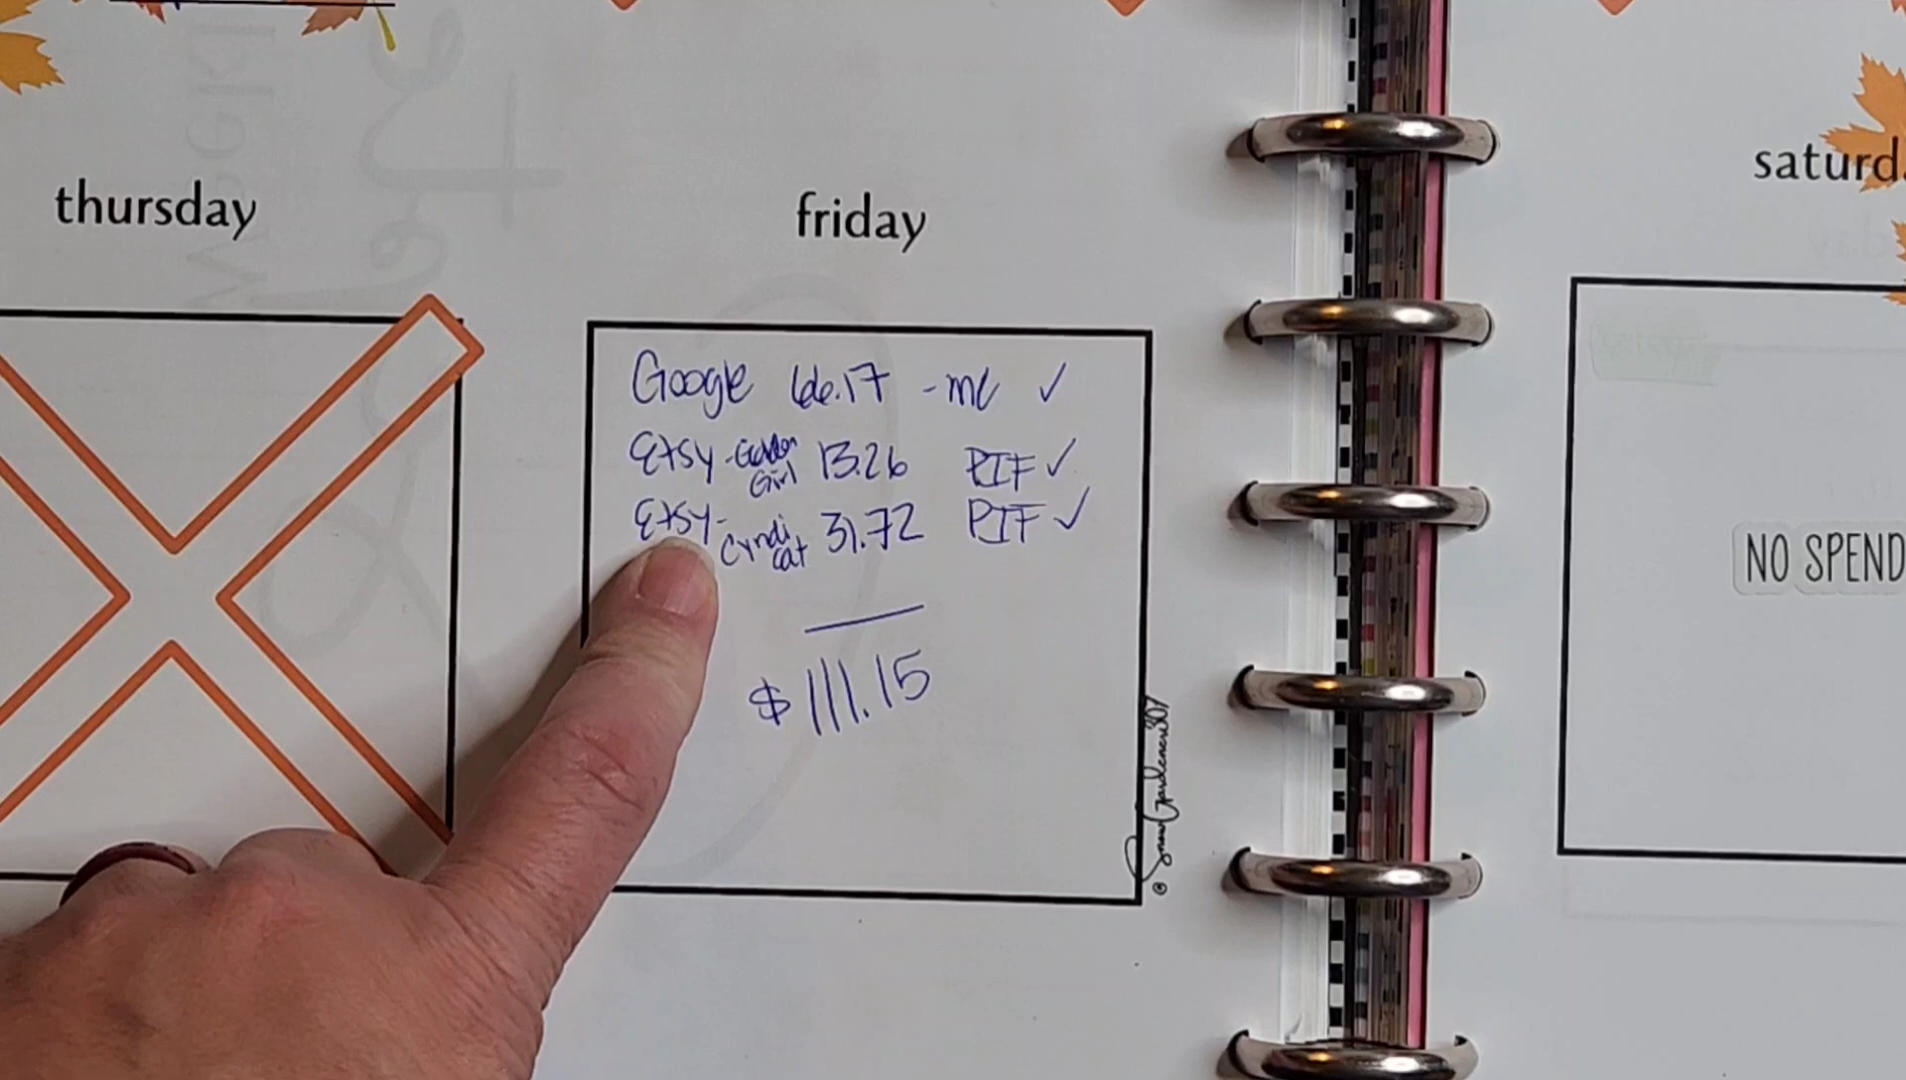 thursday
friday
saturd
Google 66.17 - MC ✓
Etsy - Golden Girl 13.26 PIF ✓
Etsy - Cyndi Cat 31.72 PIF ✓
$111.15
NO SPEND